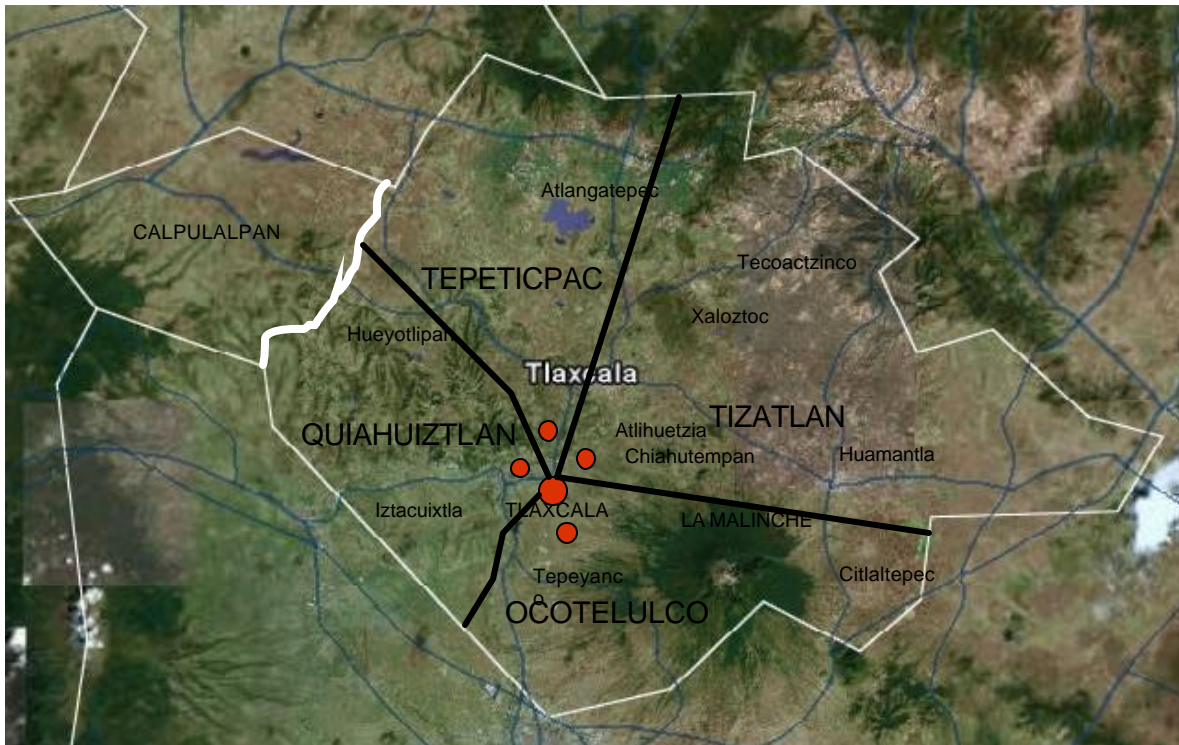 Atlangatepec
CALPULALPAN
Tecoactzinco
TEPETICPAC
Xaloztoc
Hueyotlipan
Tlaxcala
TIZATLAN
QUIAHUIZTLAN
Atlihuetzia
Chiahutempan
Huamantla
Iztacuixtla
TLAXCALA
LA MALINCHE
Citlaltepec
Tepeyanc
o
OCOTELULCO